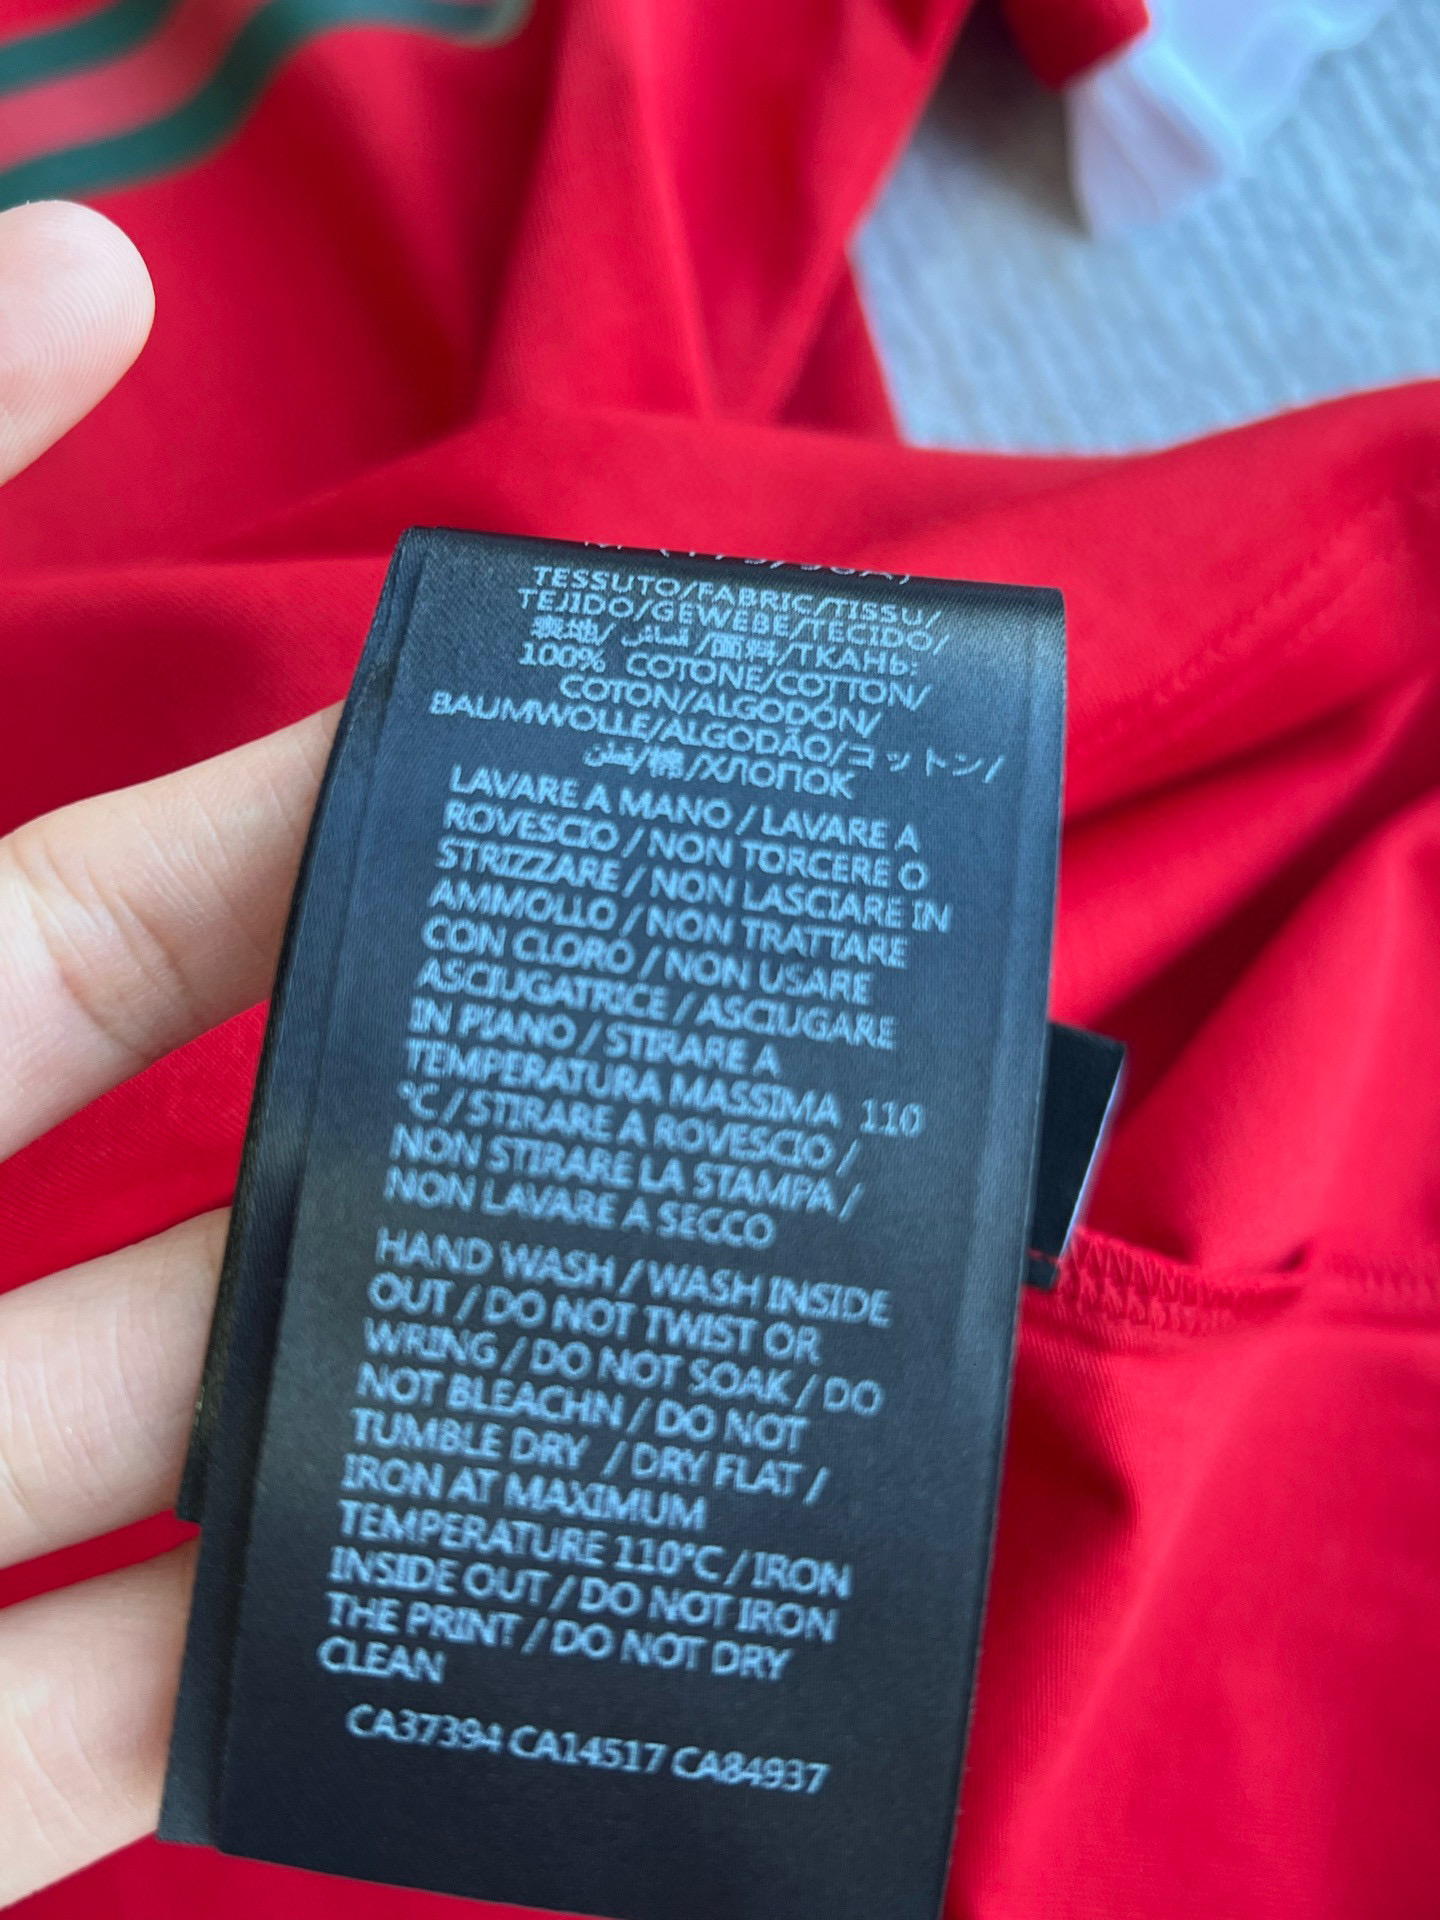 TESSUTO/FABRIC/TISSU/
TEJIDO/GEWEBE/TECIDO/
表地/ قماش /面料/ТКАНЬ:
100% COTONE/COTTON/
COTON/ALGODÓN/
BAUMWOLLE/ALGODÃO/コットン/
قطن/棉/ХЛОПОК
LAVARE A MANO / LAVARE A
ROVESCIO / NON TORCERE O
STRIZZARE / NON LASCIARE IN
AMMOLLO / NON TRATTARE
CON CLORO / NON USARE
ASCIUGATRICE / ASCIUGARE
IN PIANO / STIRARE A
TEMPERATURA MASSIMA 110
°C / STIRARE A ROVESCIO /
NON STIRARE LA STAMPA /
NON LAVARE A SECCO
HAND WASH / WASH INSIDE
OUT / DO NOT TWIST OR
WRING / DO NOT SOAK / DO
NOT BLEACHN / DO NOT
TUMBLE DRY / DRY FLAT /
IRON AT MAXIMUM
TEMPERATURE 110°C / IRON
INSIDE OUT / DO NOT IRON
THE PRINT / DO NOT DRY
CLEAN
CA37394 CA14517 CA84937